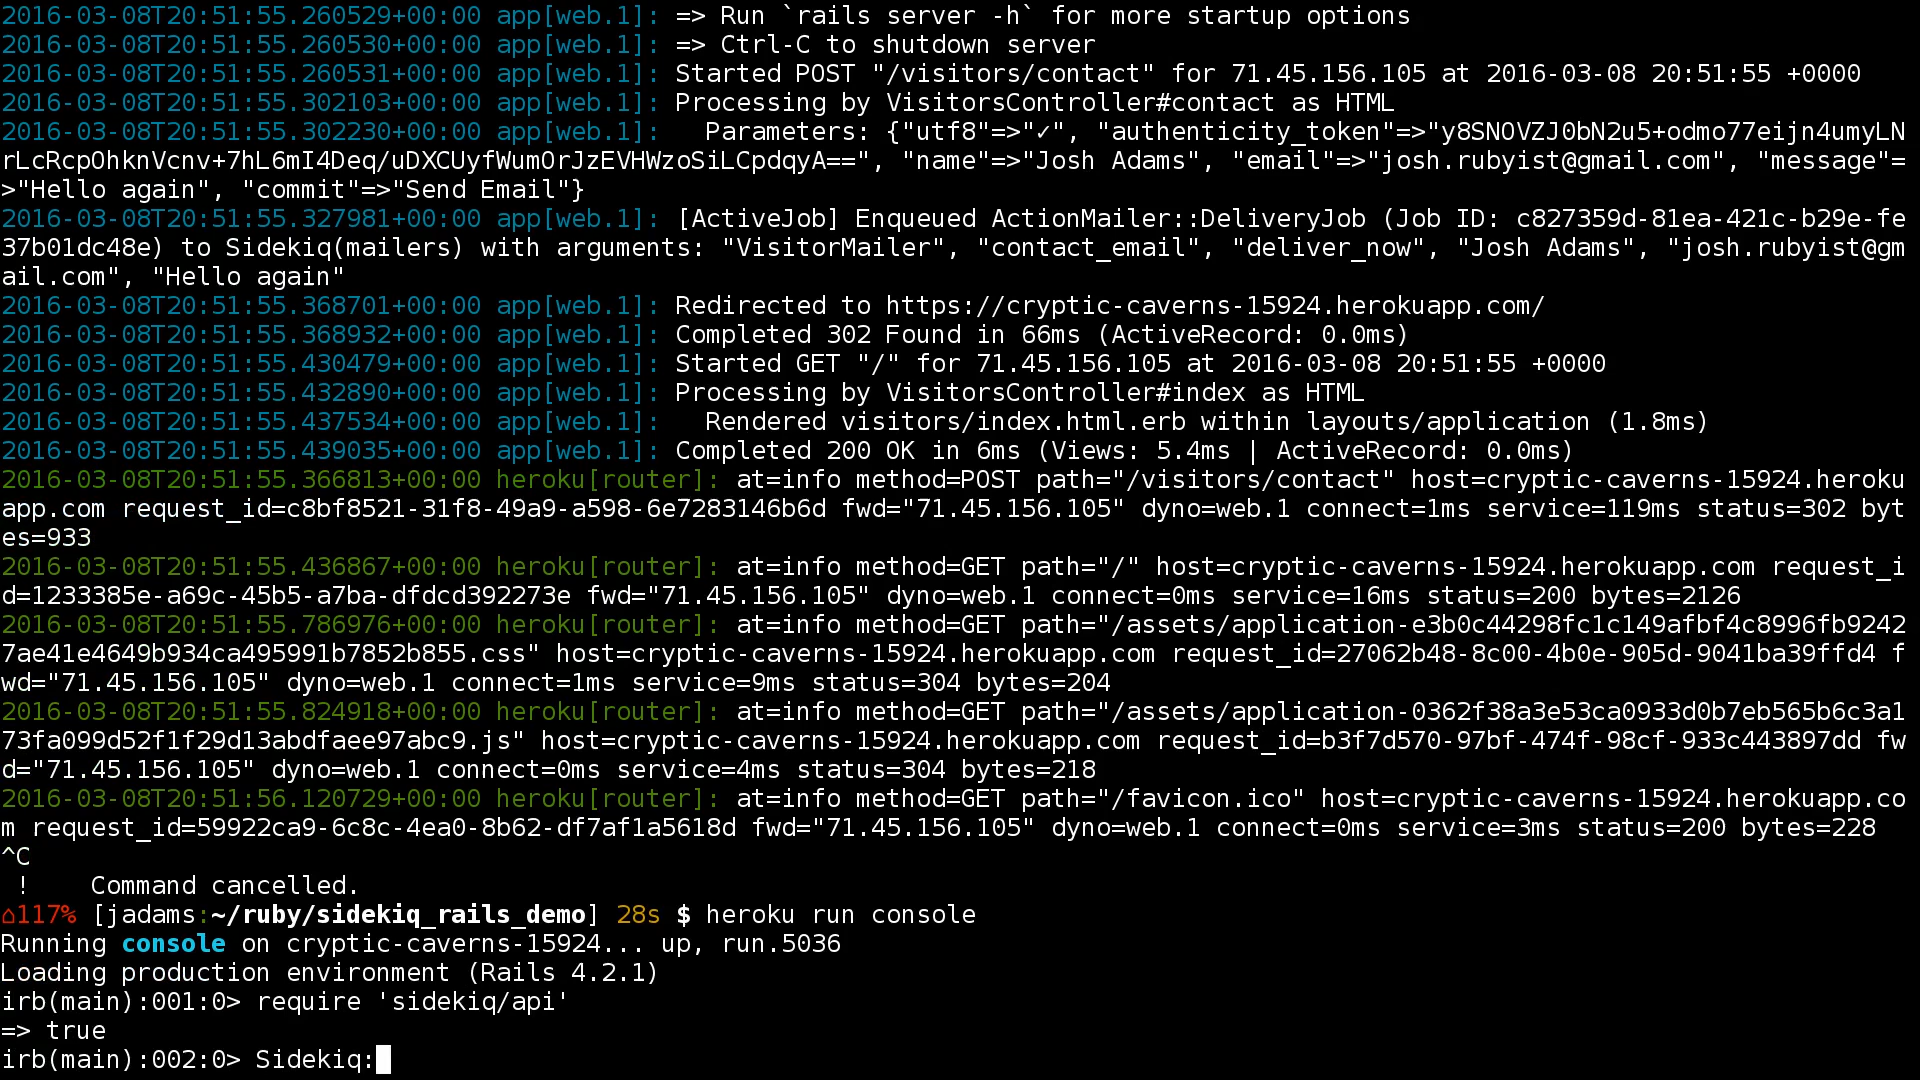 2016-03-08T20:51:55.260529+00:00 app[web.1]: => Run `rails server -h` for more startup options
2016-03-08T20:51:55.260530+00:00 app[web.1]: => Ctrl-C to shutdown server
2016-03-08T20:51:55.260531+00:00 app[web.1]: Started POST "/visitors/contact" for 71.45.156.105 at 2016-03-08 20:51:55 +0000
2016-03-08T20:51:55.302103+00:00 app[web.1]: Processing by VisitorsController#contact as HTML
2016-03-08T20:51:55.302230+00:00 app[web.1]:   Parameters: {"utf8"=>"✓", "authenticity_token"=>"y8SNOVZJ0bN2u5+odmo77eijn4umyLN
rLcRcpOhknVcnv+7hL6mI4Deq/uDXCUyfWumOrJzEVHWzoSiLCpdqyA==", "name"=>"Josh Adams", "email"=>"josh.rubyist@gmail.com", "message"=
>"Hello again", "commit"=>"Send Email"}
2016-03-08T20:51:55.327981+00:00 app[web.1]: [ActiveJob] Enqueued ActionMailer::DeliveryJob (Job ID: c827359d-81ea-421c-b29e-fe
37b01dc48e) to Sidekiq(mailers) with arguments: "VisitorMailer", "contact_email", "deliver_now", "Josh Adams", "josh.rubyist@gm
ail.com", "Hello again"
2016-03-08T20:51:55.368701+00:00 app[web.1]: Redirected to https://cryptic-caverns-15924.herokuapp.com/
2016-03-08T20:51:55.368932+00:00 app[web.1]: Completed 302 Found in 66ms (ActiveRecord: 0.0ms)
2016-03-08T20:51:55.430479+00:00 app[web.1]: Started GET "/" for 71.45.156.105 at 2016-03-08 20:51:55 +0000
2016-03-08T20:51:55.432890+00:00 app[web.1]: Processing by VisitorsController#index as HTML
2016-03-08T20:51:55.437534+00:00 app[web.1]:   Rendered visitors/index.html.erb within layouts/application (1.8ms)
2016-03-08T20:51:55.439035+00:00 app[web.1]: Completed 200 OK in 6ms (Views: 5.4ms | ActiveRecord: 0.0ms)
2016-03-08T20:51:55.366813+00:00 heroku[router]: at=info method=POST path="/visitors/contact" host=cryptic-caverns-15924.heroku
app.com request_id=c8bf8521-31f8-49a9-a598-6e7283146b6d fwd="71.45.156.105" dyno=web.1 connect=1ms service=119ms status=302 byt
es=933
2016-03-08T20:51:55.436867+00:00 heroku[router]: at=info method=GET path="/" host=cryptic-caverns-15924.herokuapp.com request_i
d=1233385e-a69c-45b5-a7ba-dfdcd392273e fwd="71.45.156.105" dyno=web.1 connect=0ms service=16ms status=200 bytes=2126
2016-03-08T20:51:55.786976+00:00 heroku[router]: at=info method=GET path="/assets/application-e3b0c44298fc1c149afbf4c8996fb92427
7ae41e4649b934ca495991b7852b855.css" host=cryptic-caverns-15924.herokuapp.com request_id=27062b48-8c00-4b0e-905d-9041ba39ffd4 f
wd="71.45.156.105" dyno=web.1 connect=1ms service=9ms status=304 bytes=204
2016-03-08T20:51:55.824918+00:00 heroku[router]: at=info method=GET path="/assets/application-0362f38a3e53ca0933d0b7eb565b6c3a1
73fa099d52f1f29d13abdfaee97abc9.js" host=cryptic-caverns-15924.herokuapp.com request_id=b3f7d570-97bf-474f-98cf-933c443897dd fw
d="71.45.156.105" dyno=web.1 connect=0ms service=4ms status=304 bytes=218
2016-03-08T20:51:56.120729+00:00 heroku[router]: at=info method=GET path="/favicon.ico" host=cryptic-caverns-15924.herokuapp.co
m request_id=59922ca9-6c8c-4ea0-8b62-df7af1a5618d fwd="71.45.156.105" dyno=web.1 connect=0ms service=3ms status=200 bytes=228
^C
 !    Command cancelled.
⌂117% [jadams:~/ruby/sidekiq_rails_demo] 28s $ heroku run console
Running console on cryptic-caverns-15924... up, run.5036
Loading production environment (Rails 4.2.1)
irb(main):001:0> require 'sidekiq/api'
=> true
irb(main):002:0> Sidekiq: